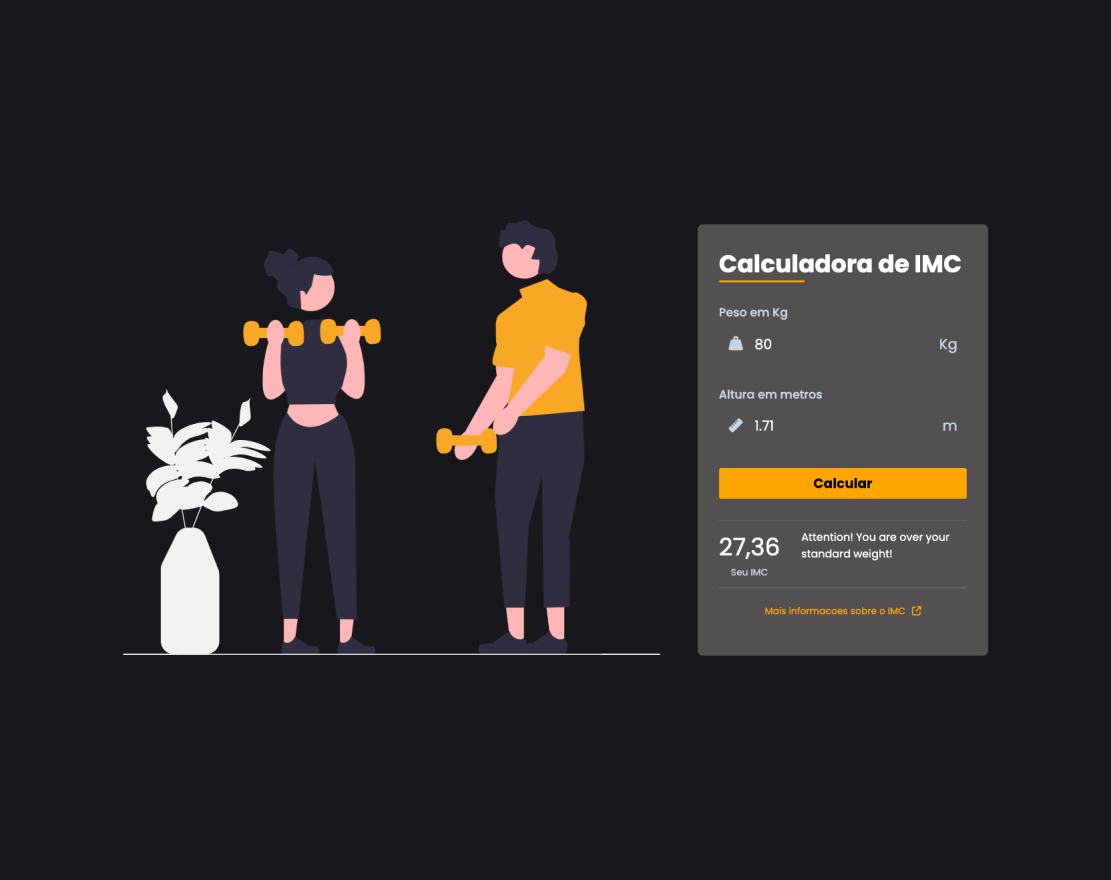 Calculadora de IMC
Peso em Kg
80 Kg
Altura em metros
1.71 m
Calcular
27,36
Seu IMC
Attention! You are over your
standard weight!
Mais informacoes sobre o IMC